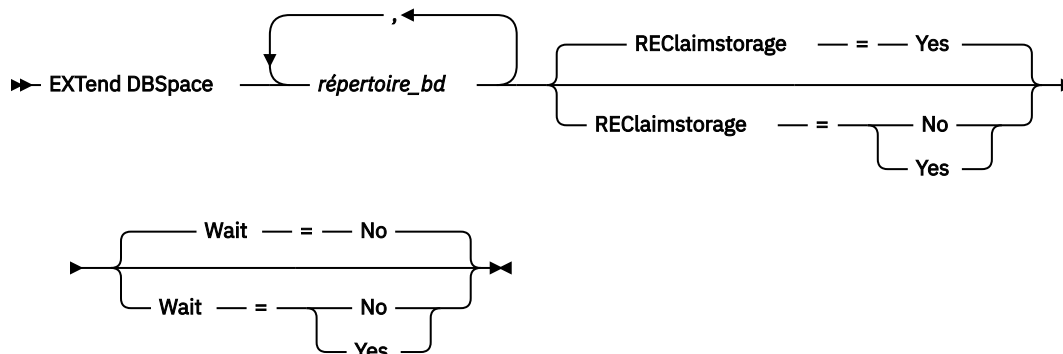 ,
REClaimstorage = Yes
EXTend DBSpace répertoire_bd
REClaimstorage = No
Yes
Wait = No
Wait = No
Yes